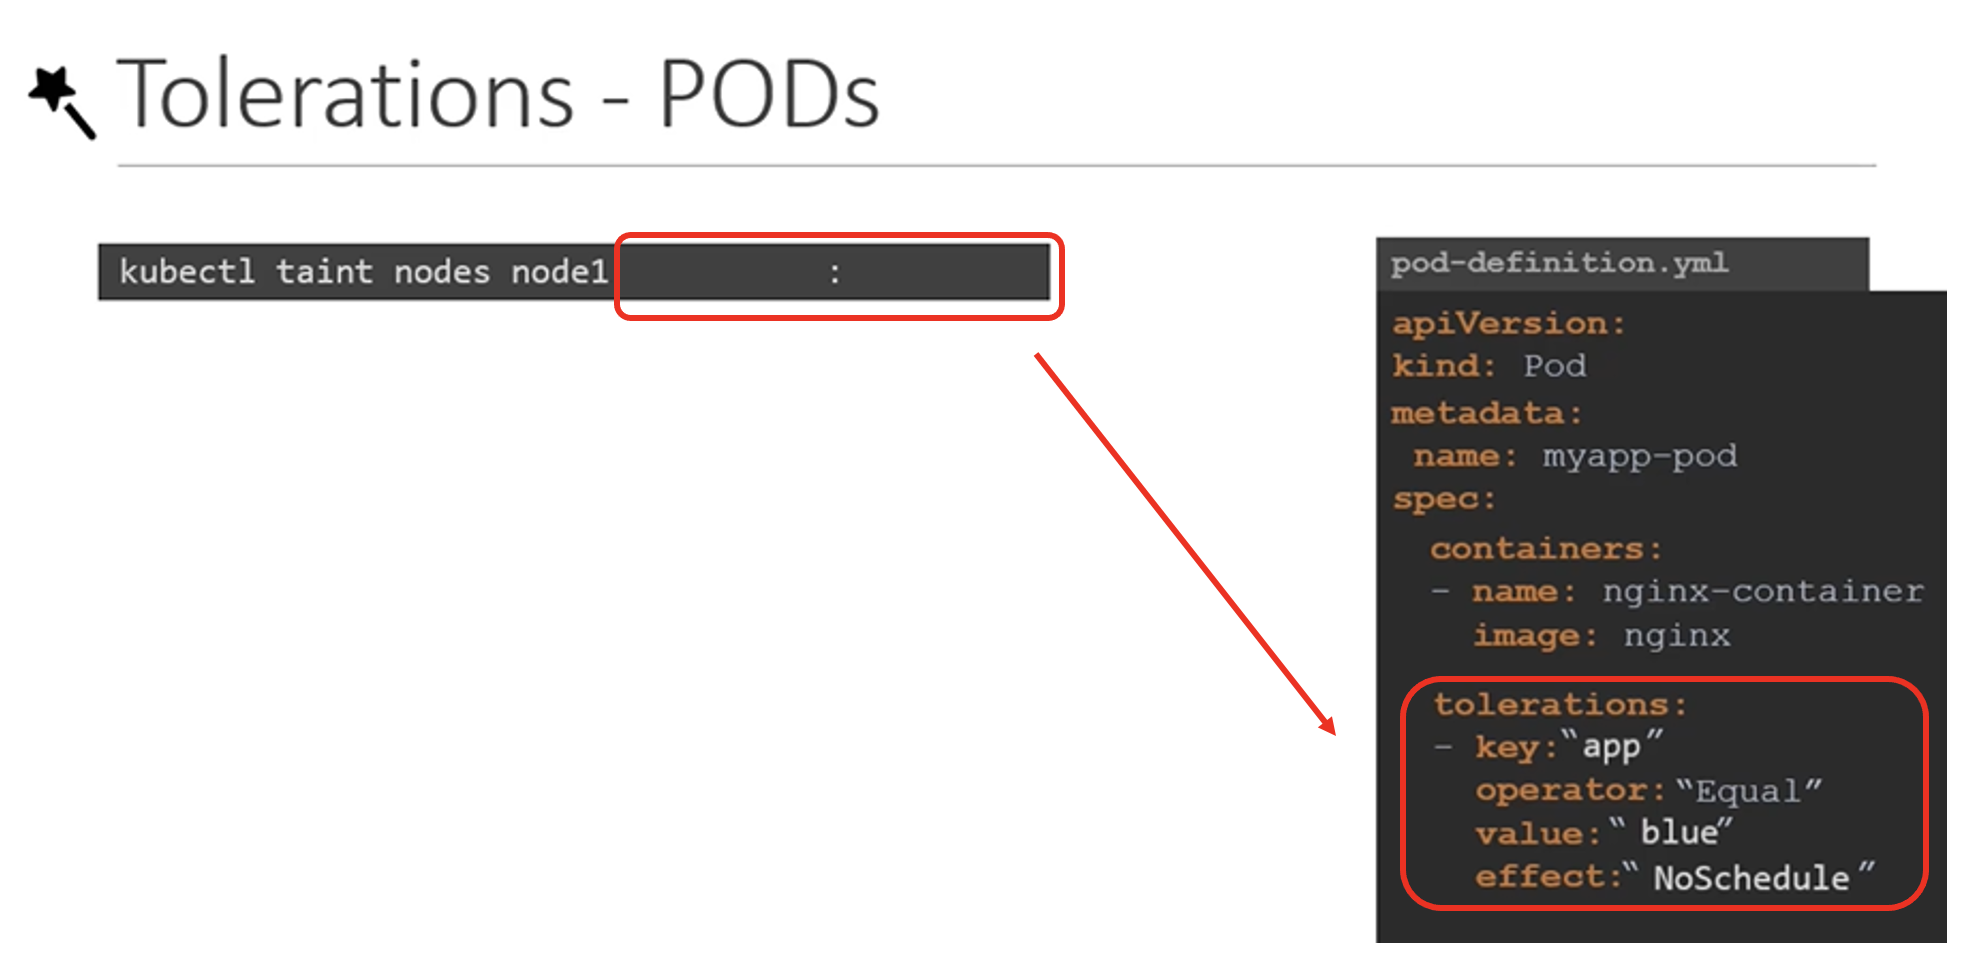 Tolerations - PODs
kubectl taint nodes node1 :
pod-definition.yml
apiVersion:
kind: Pod
metadata:
name: myapp-pod
spec:
containers:
- name: nginx-container
image: nginx
tolerations:
- key:“app”
operator:“Equal”
value:“ blue”
effect:“ NoSchedule ”